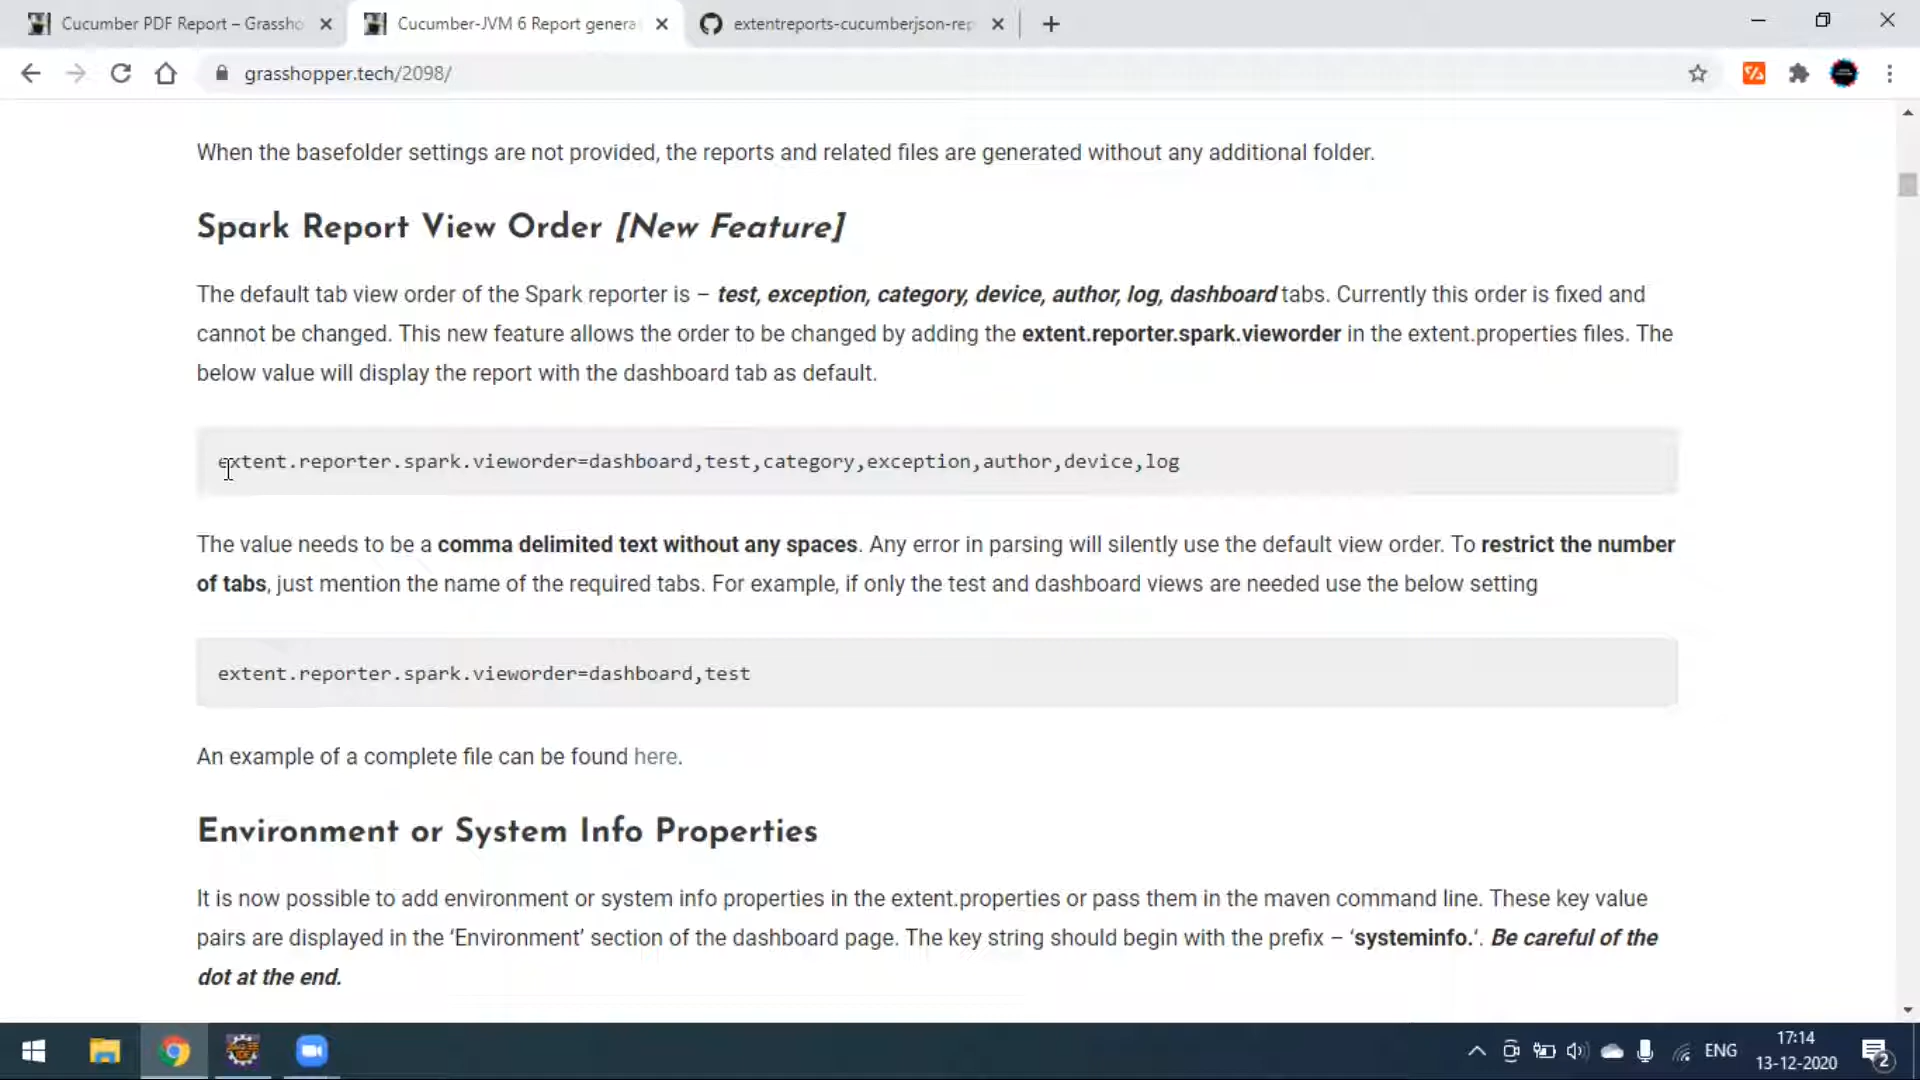 Cucumber PDF Report – Grassho
Cucumber-JVM 6 Report genera
extentreports-cucumberjson-rep
grasshopper.tech/2098/
When the basefolder settings are not provided, the reports and related files are generated without any additional folder.
Spark Report View Order [New Feature]
The default tab view order of the Spark reporter is – test, exception, category, device, author, log, dashboard tabs. Currently this order is fixed and
cannot be changed. This new feature allows the order to be changed by adding the extent.reporter.spark.vieworder in the extent.properties files. The
below value will display the report with the dashboard tab as default.
extent.reporter.spark.vieworder=dashboard,test,category,exception,author,device,log
The value needs to be a comma delimited text without any spaces. Any error in parsing will silently use the default view order. To restrict the number
of tabs, just mention the name of the required tabs. For example, if only the test and dashboard views are needed use the below setting
extent.reporter.spark.vieworder=dashboard,test
An example of a complete file can be found here.
Environment or System Info Properties
It is now possible to add environment or system info properties in the extent.properties or pass them in the maven command line. These key value
pairs are displayed in the ‘Environment’ section of the dashboard page. The key string should begin with the prefix – ‘systeminfo.‘. Be careful of the
dot at the end.
ENG
17:14
13-12-2020
2